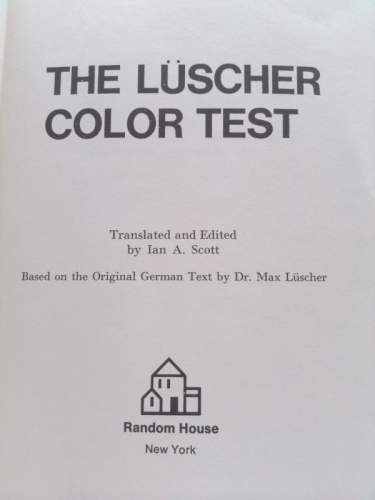 THE LÜSCHER
COLOR TEST
Translated and Edited
by Ian A. Scott
Based on the Original German Text by Dr. Max Lüscher
Random House
New York